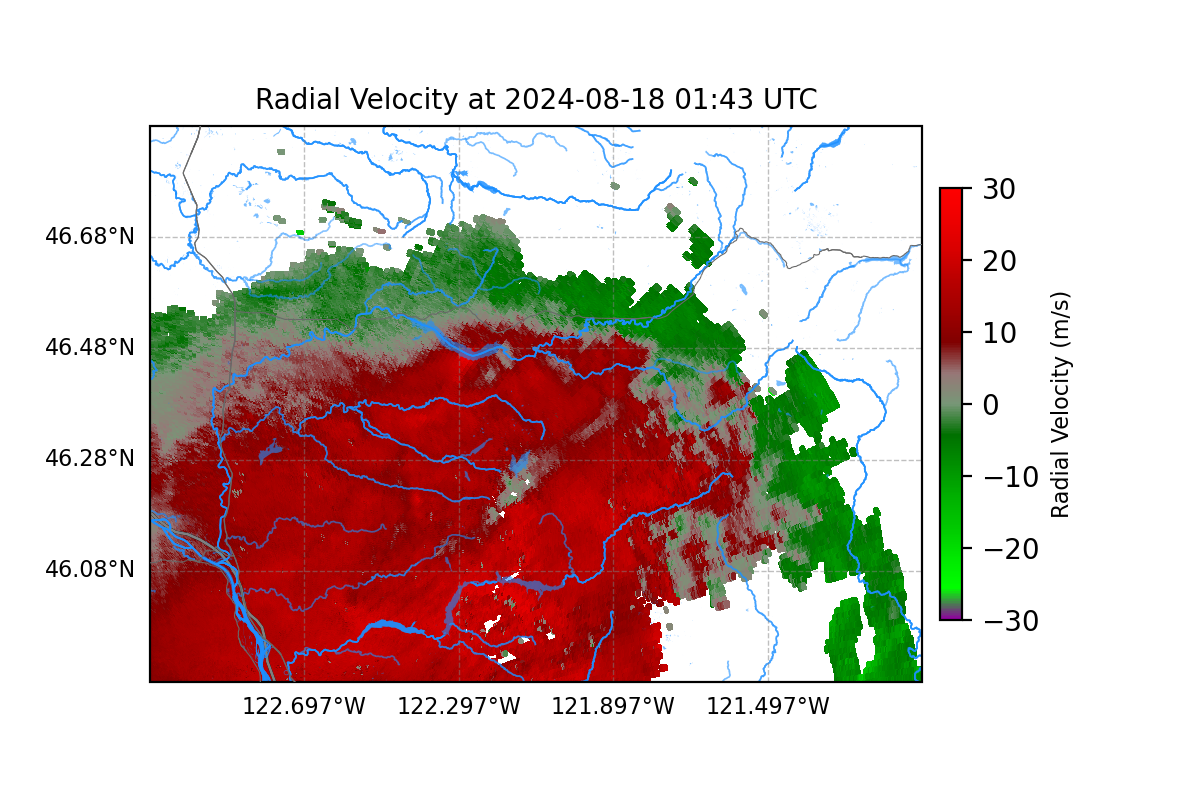 Radial Velocity at 2024-08-18 01:43 UTC
46.68°N
46.48°N
46.28°N
46.08°N
122.697°W
122.297°W
121.897°W
121.497°W
30
20
10
0
−10
−20
−30
Radial Velocity (m/s)